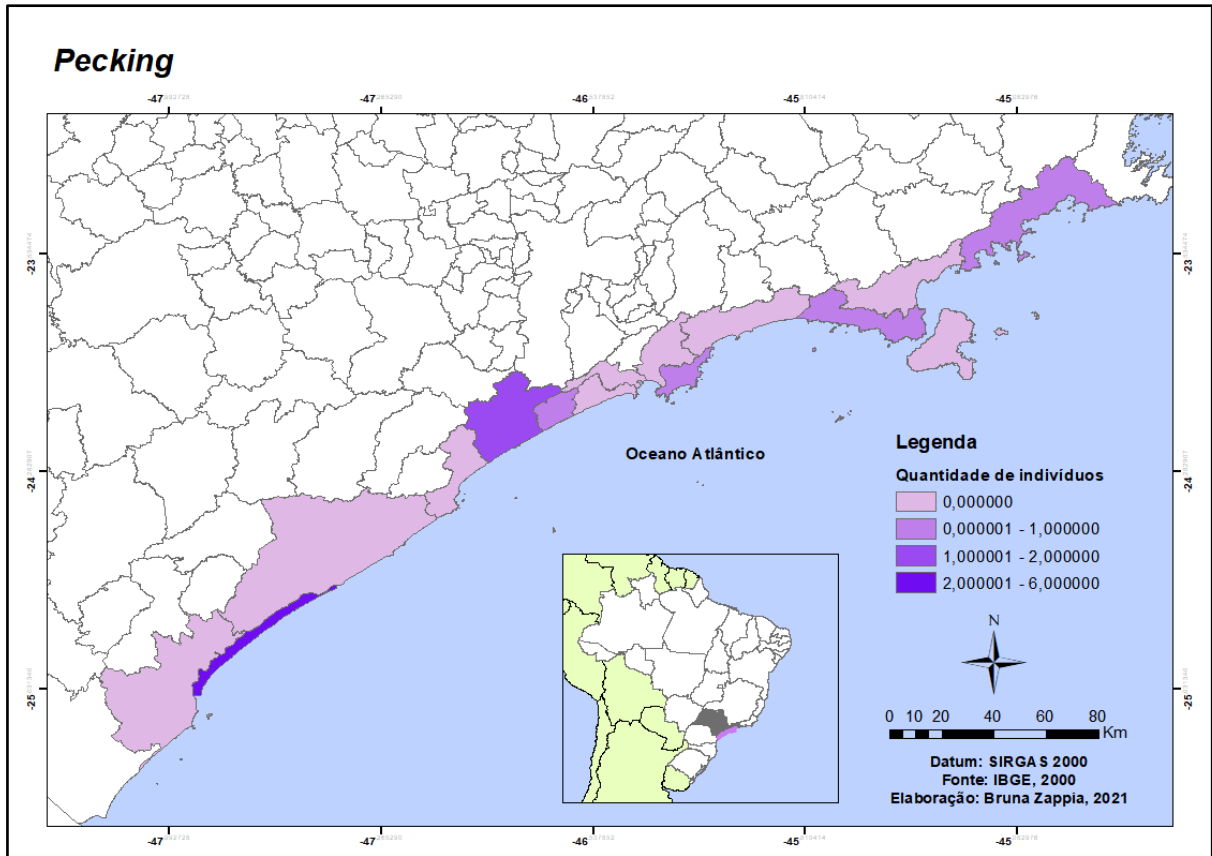 Pecking
-47 -47 -46 -45 -45
-23 -23
Oceano Atlântico
Legenda
Quantidade de indivíduos
-24 -24
0,000000
0,000001 - 1,000000
1,000001 - 2,000000
2,000001 - 6,000000
N
-25 -25
0 10 20 40 60 80
Km
Datum: SIRGAS 2000
Fonte: IBGE, 2000
Elaboração: Bruna Zappia, 2021
-47 -47 -46 -45 -45